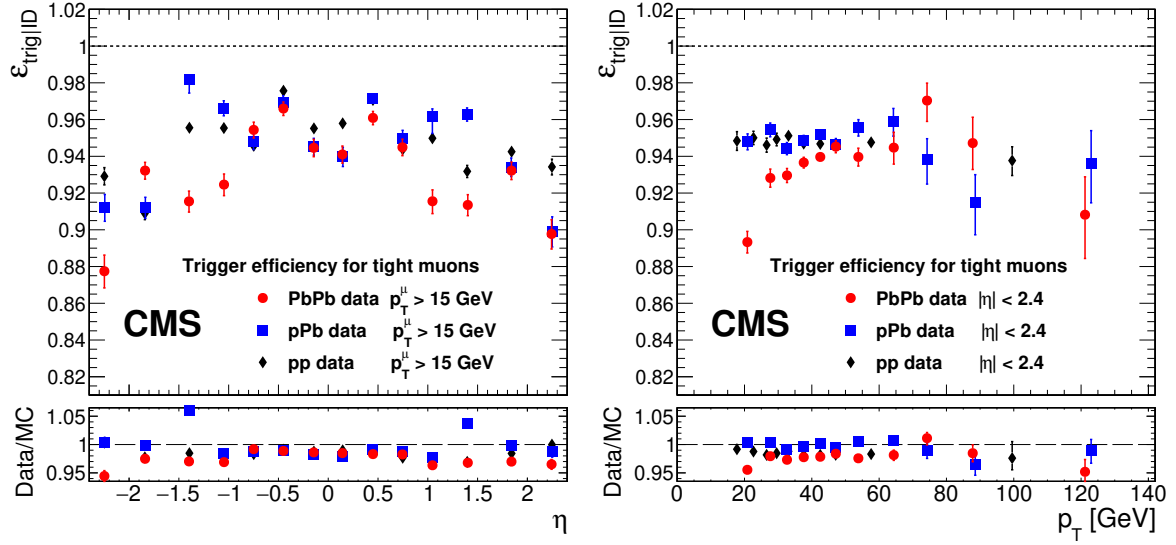 1.02
1
0.98
0.96
0.94
0.92
0.9
0.88
0.86
0.84
0.82
ε_trig||ID
Trigger efficiency for tight muons
PbPb data p_T^μ > 15 GeV
pPb data p_T^μ > 15 GeV
pp data p_T^μ > 15 GeV
CMS
1.05
1
0.95
Data/MC
−2 −1.5 −1 −0.5 0 0.5 1 1.5 2
η
1.02
1
0.98
0.96
0.94
0.92
0.9
0.88
0.86
0.84
0.82
ε_trig||ID
Trigger efficiency for tight muons
PbPb data |η| < 2.4
pPb data |η| < 2.4
pp data |η| < 2.4
CMS
1.05
1
0.95
Data/MC
0 20 40 60 80 100 120 140
p_T [GeV]